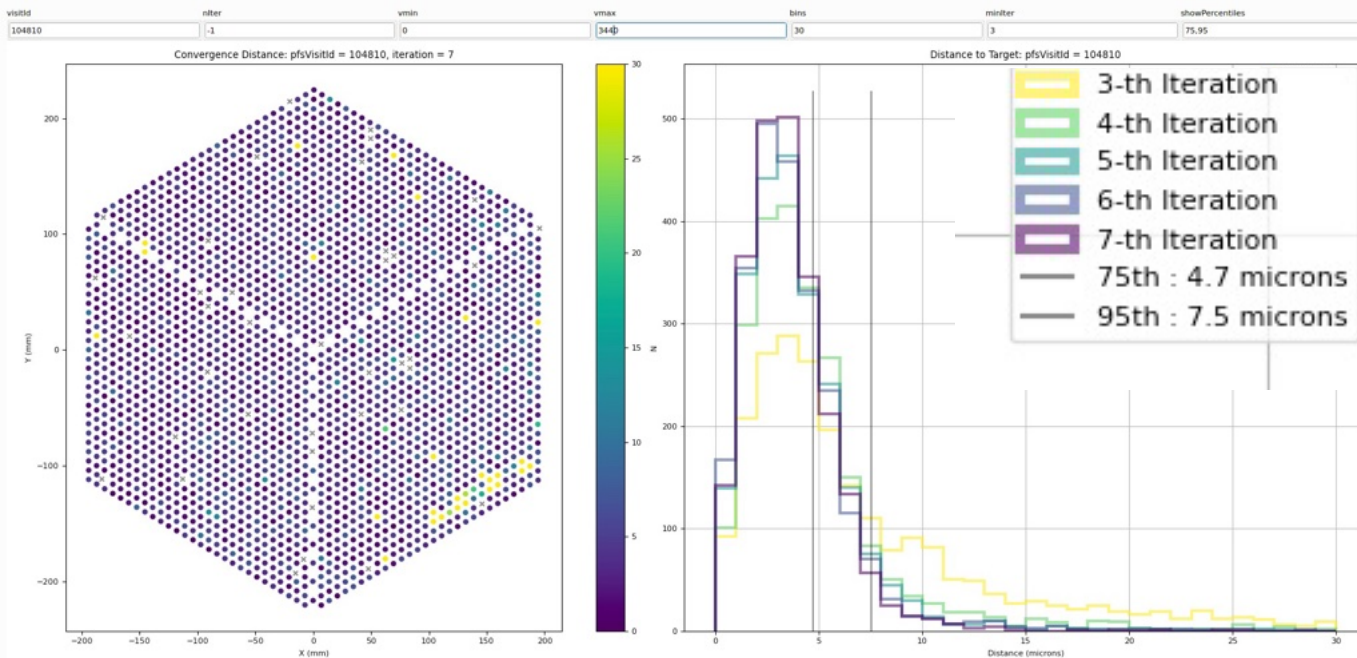 visitId nIter vmin vmax bins minIter showPercentiles
104810 -1 0 3440 30 3 75,95
Convergence Distance: pfsVisitId = 104810, iteration = 7
200
100
0
−100
−200
Y (mm)
−200 −150 −100 −50 0 50 100 150 200
X (mm)
30
25
20
15
10
5
0
N
Distance to Target: pfsVisitId = 104810
500
400
300
200
100
0
0 5 10 15 20 25 30
Distance (microns)
3-th Iteration
4-th Iteration
5-th Iteration
6-th Iteration
7-th Iteration
75th : 4.7 microns
95th : 7.5 microns